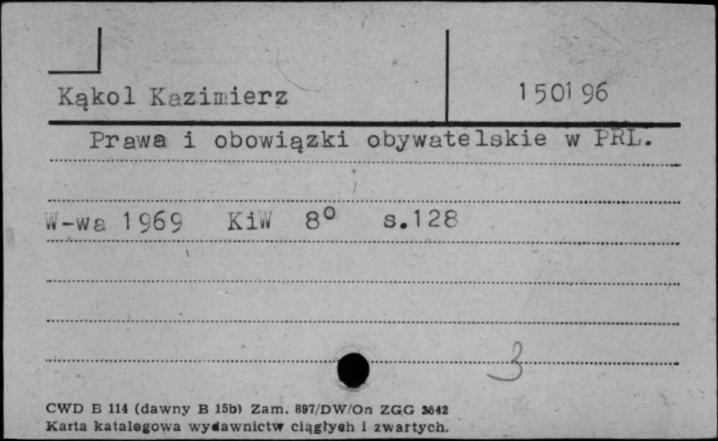 Kąkol Kazimierz 150196
Prawa i obowiązki obywatelskie w PRL.
W-wa 1969 KiW 8° s.128
3
CWD B 114 (dawny B 15b) Zam. 897/DW/On ZGG 3642
Karta katalogowa wydawnictw ciągłych i zwartych.